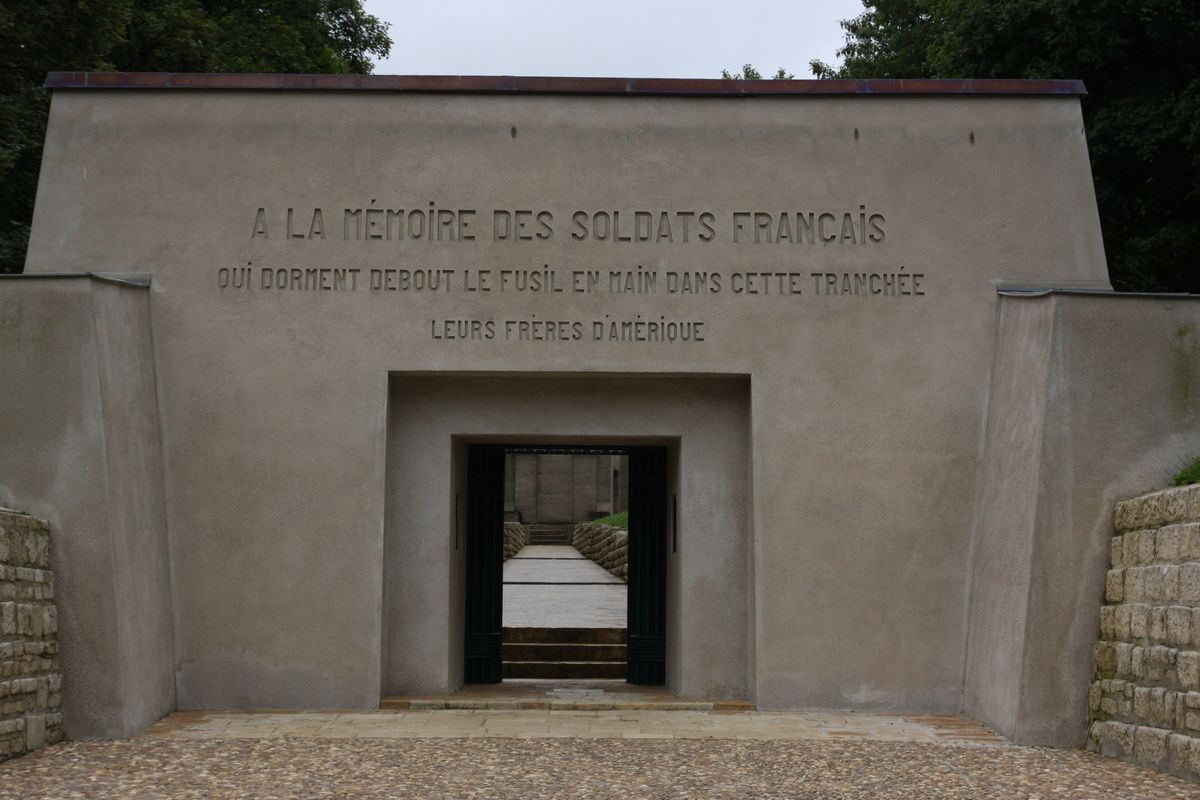 A LA MÉMOIRE DES SOLDATS FRANÇAIS
QUI DORMENT DEBOUT LE FUSIL EN MAIN DANS CETTE TRANCHÉE
LEURS FRÈRES D'AMÉRIQUE